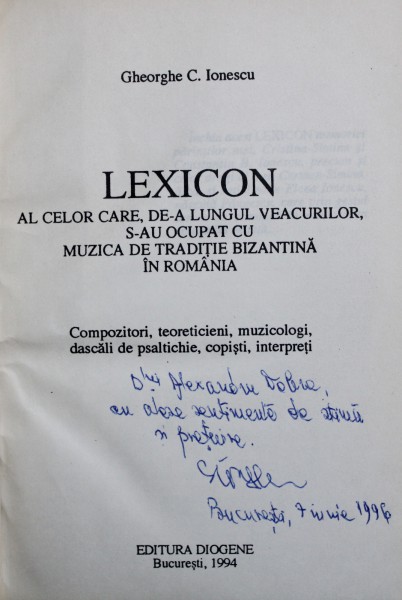 Gheorghe C. Ionescu
LEXICON
AL CELOR CARE, DE-A LUNGUL VEACURILOR,
S-AU OCUPAT CU
MUZICA DE TRADIȚIE BIZANTINĂ
ÎN ROMÂNIA
Compozitori, teoreticieni, muzicologi,
dascăli de psaltichie, copiști, interpreți
Dlui Alexandru Dobre,
cu alese sentimente de stimă
și prețuire.
București, 7 iunie 1996
EDITURA DIOGENE
București, 1994